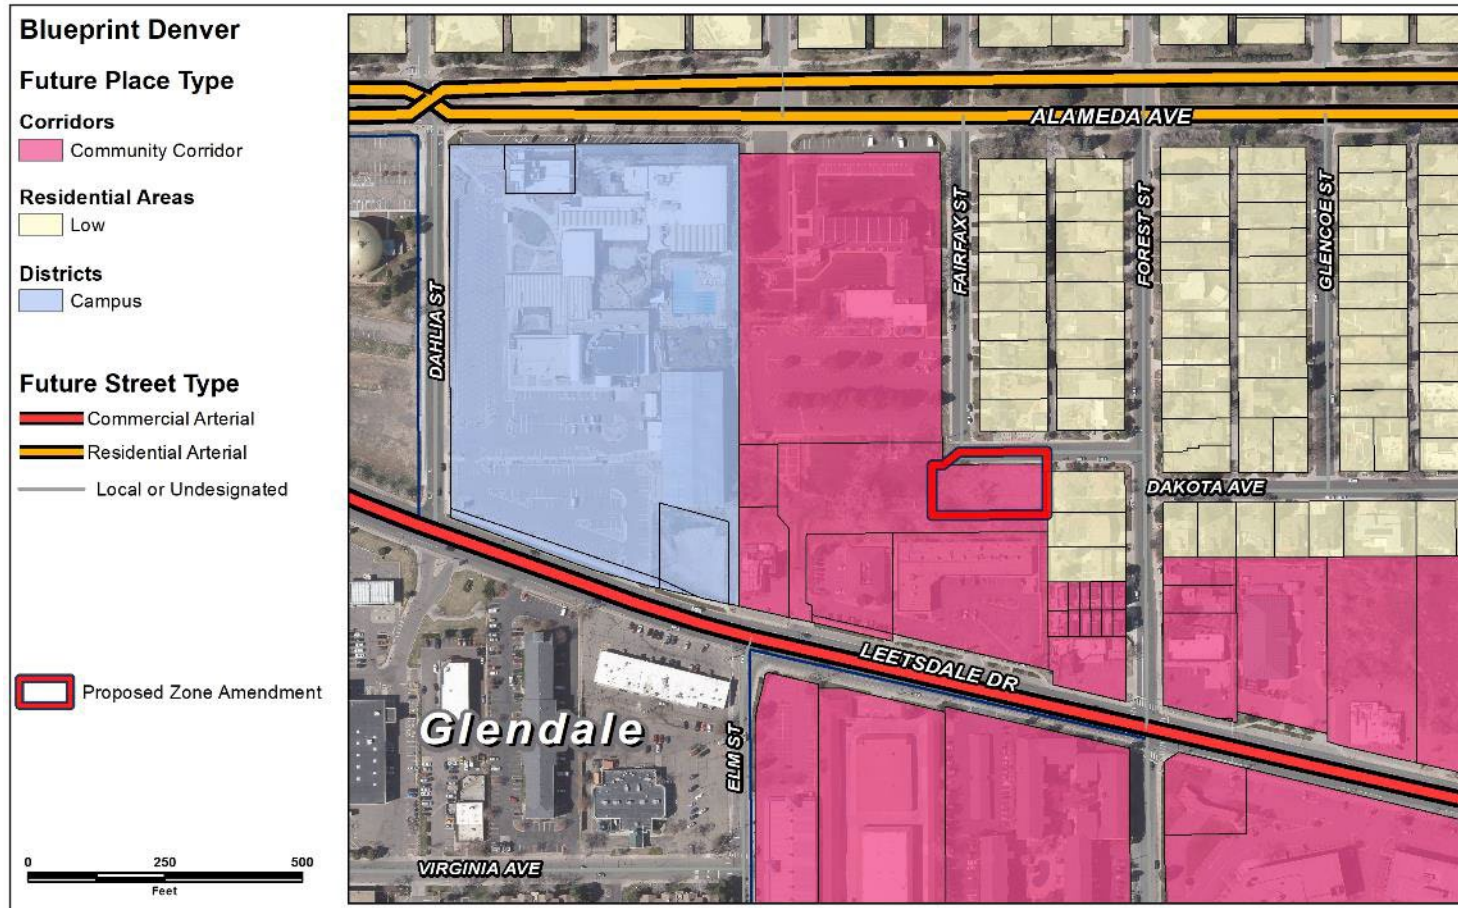 Blueprint Denver
Future Place Type
Corridors
Community Corridor
Residential Areas
Low
Districts
Campus
Future Street Type
Commercial Arterial
Residential Arterial
Local or Undesignated
Proposed Zone Amendment
0 250 500
Feet
ALAMEDA AVE
DAHLIA ST
FAIRFAX ST
FOREST ST
GLENCOE ST
DAKOTA AVE
LEETSDALE DR
Glendale
ELM ST
VIRGINIA AVE